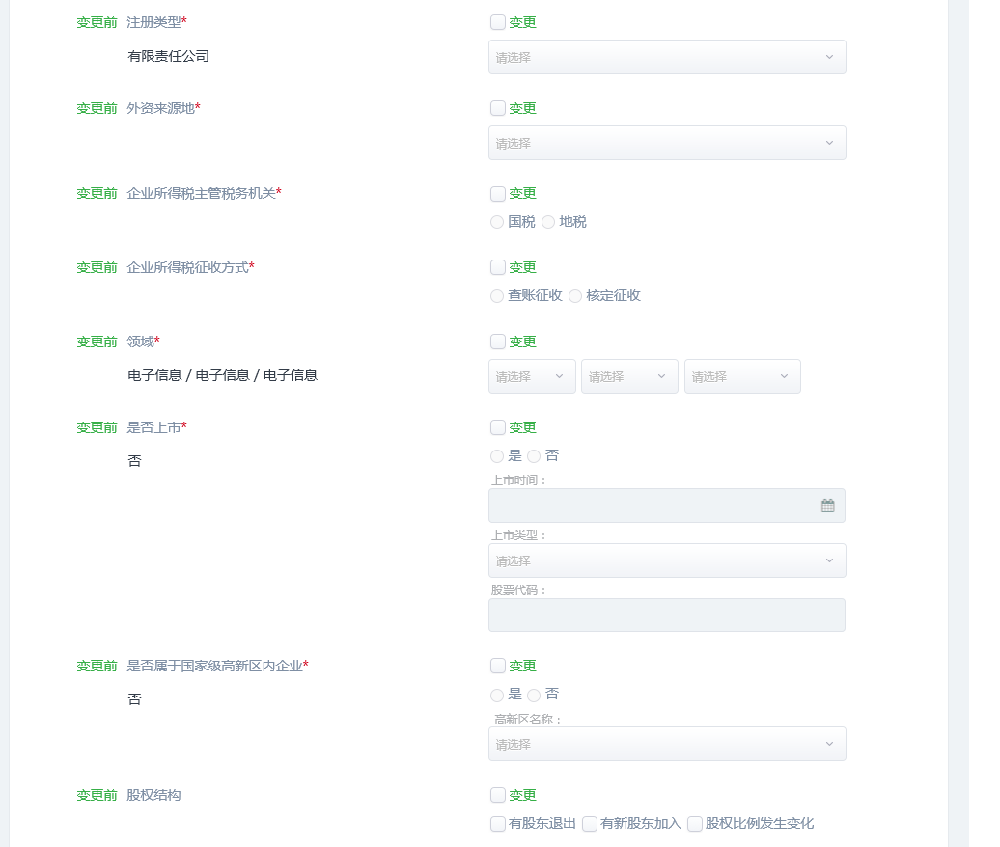 变更前 注册类型* 变更
有限责任公司 请选择
变更前 外资来源地* 变更
请选择
变更前 企业所得税主管税务机关* 变更
国税 地税
变更前 企业所得税征收方式* 变更
查账征收 核定征收
变更前 领域* 变更
电子信息 / 电子信息 / 电子信息 请选择 请选择 请选择
变更前 是否上市* 变更
否 是 否
上市时间：
上市类型：
请选择
股票代码：
变更前 是否属于国家级高新区内企业* 变更
否 是 否
高新区名称：
请选择
变更前 股权结构 变更
有股东退出 有新股东加入 股权比例发生变化